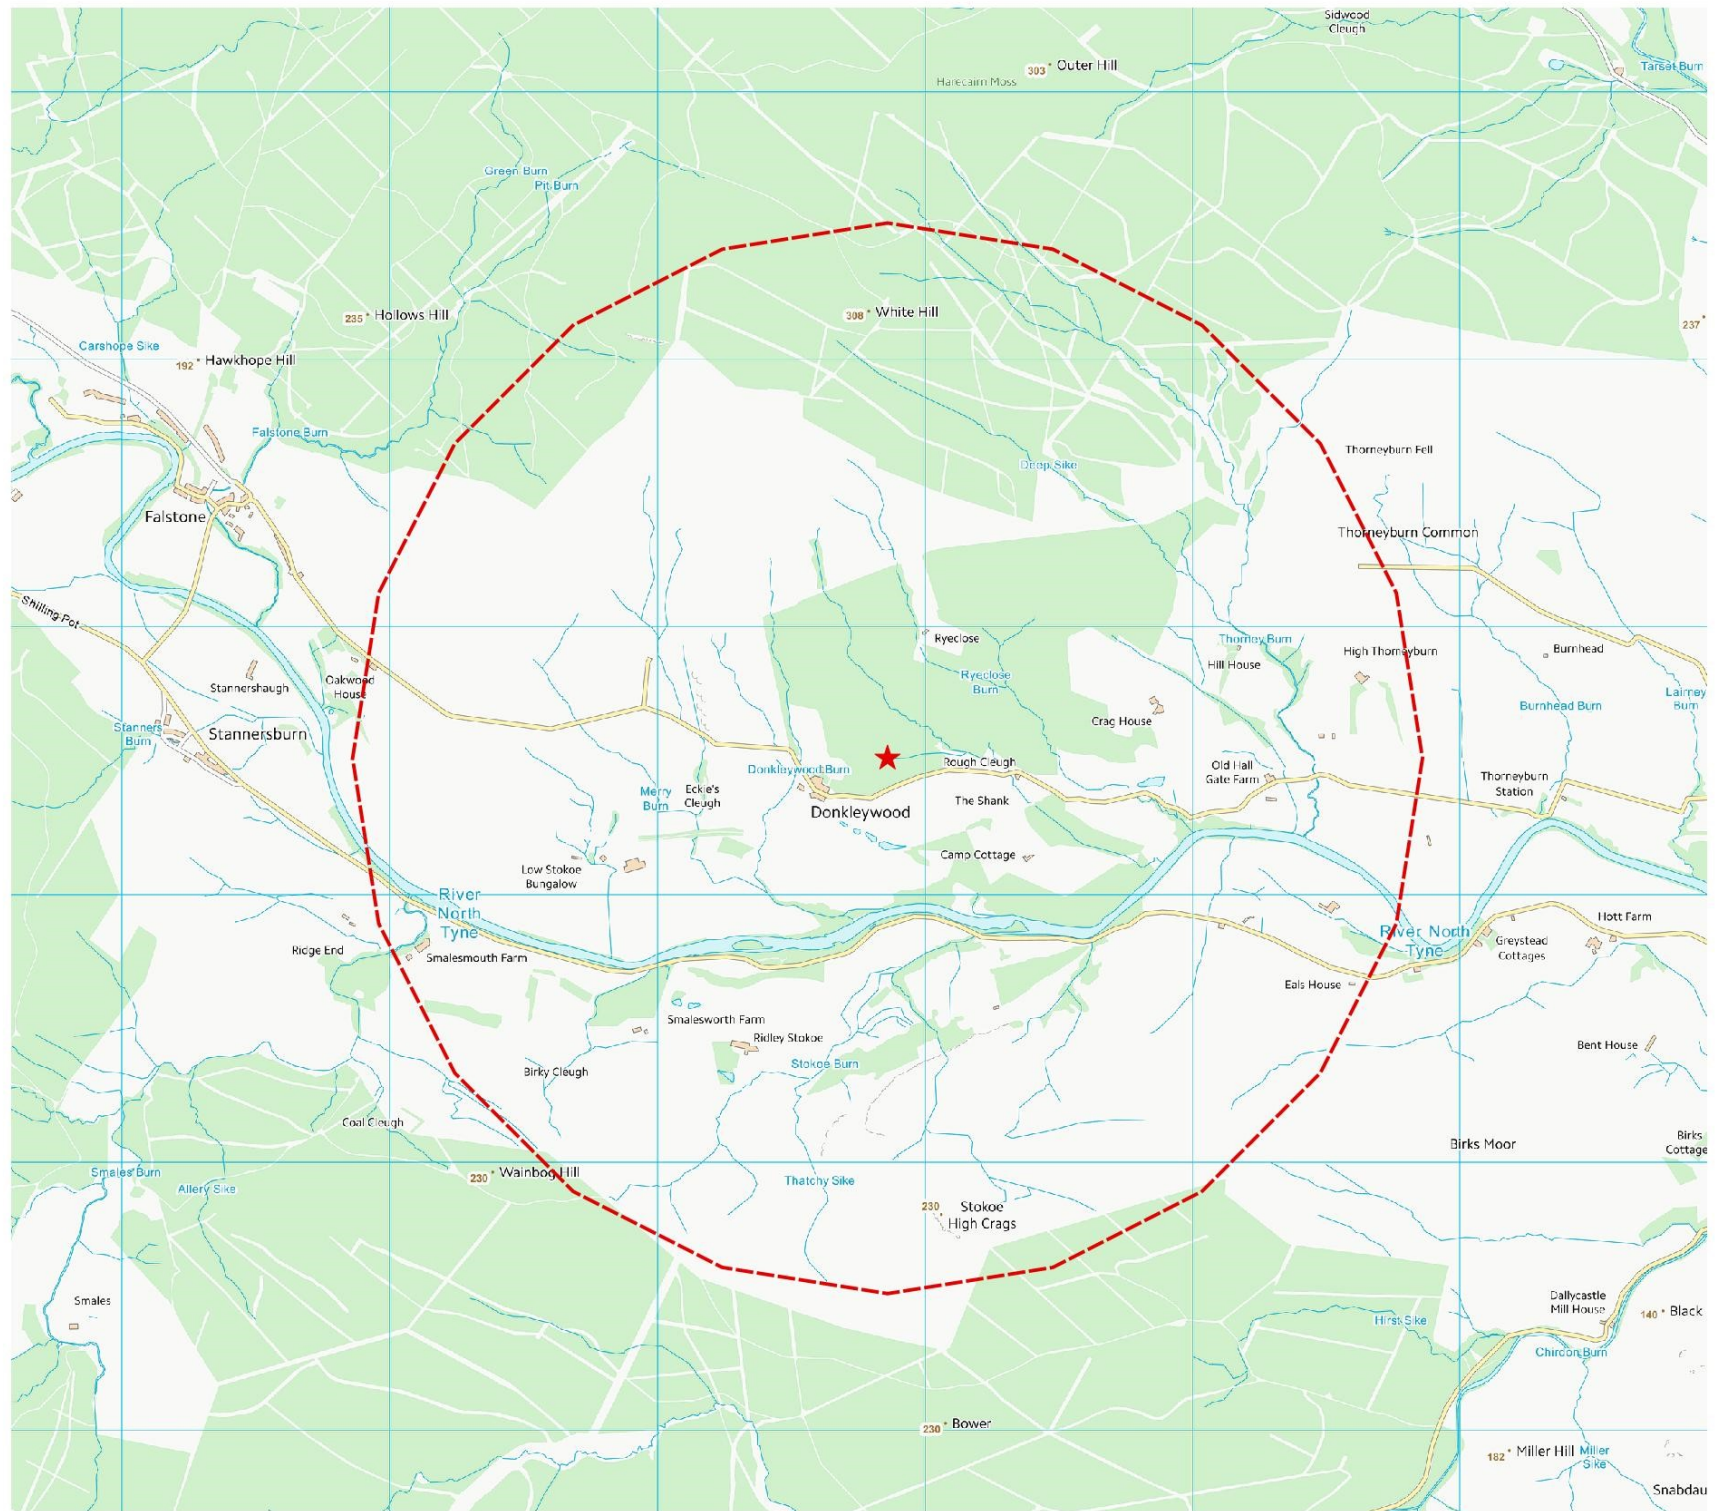 Sidwood
Cleugh
303 Outer Hill
Tarset Burn
Harecairn Moss
Green Burn
Pit Burn
235 Hollows Hill
308 White Hill
237
Carshope Sike
192 Hawkhope Hill
Falstone Burn
Thorneyburn Fell
Deep Sike
Falstone
Thorneyburn Common
Shilling Pot
Ryeclose
Thorney Burn
Hill House
High Thorneyburn
Burnhead
Stannershaugh
Oakwood
House
Ryeclose
Burn
Lairney
Burn
Burnhead Burn
Stanners
Burn
Stannersburn
Crag House
Donkleywood Burn
Rough Cleugh
Old Hall
Gate Farm
Thorneyburn
Station
Merry
Burn
Eckie's
Cleugh
The Shank
Donkleywood
Camp Cottage
Low Stokoe
Bungalow
River
North
Tyne
Hott Farm
River North
Tyne
Greystead
Cottages
Ridge End
Smalesmouth Farm
Eals House
Smalesworth Farm
Ridley Stokoe
Bent House
Stokoe Burn
Birky Cleugh
Coal Cleugh
Birks Moor
Birks
Cottage
Smales Burn
230 Wainbog Hill
Allery Sike
Thatchy Sike
230 Stokoe
High Crags
Smales
Dallycastle
Mill House
140 Black
Hirst Sike
Chirdon Burn
230 Bower
182 Miller Hill
Miller
Sike
Snabdau